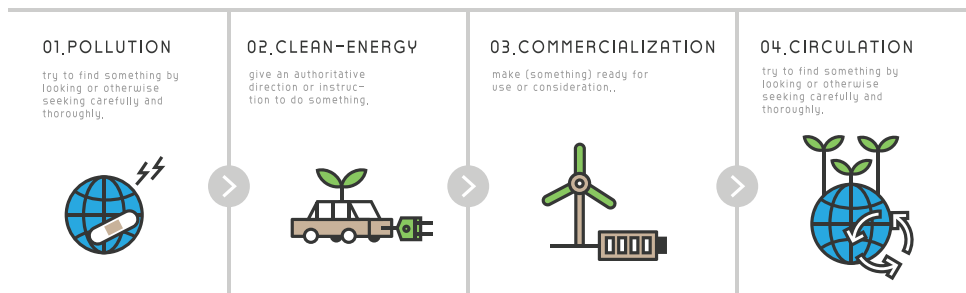 01.POLLUTION
try to find something by
looking or otherwise
seeking carefully and
thoroughly.
02.CLEAN-ENERGY
give an authoritative
direction or instruc-
tion to do something.
03.COMMERCIALIZATION
make (something) ready for
use or consideration..
04.CIRCULATION
try to find something by
looking or otherwise
seeking carefully and
thoroughly.